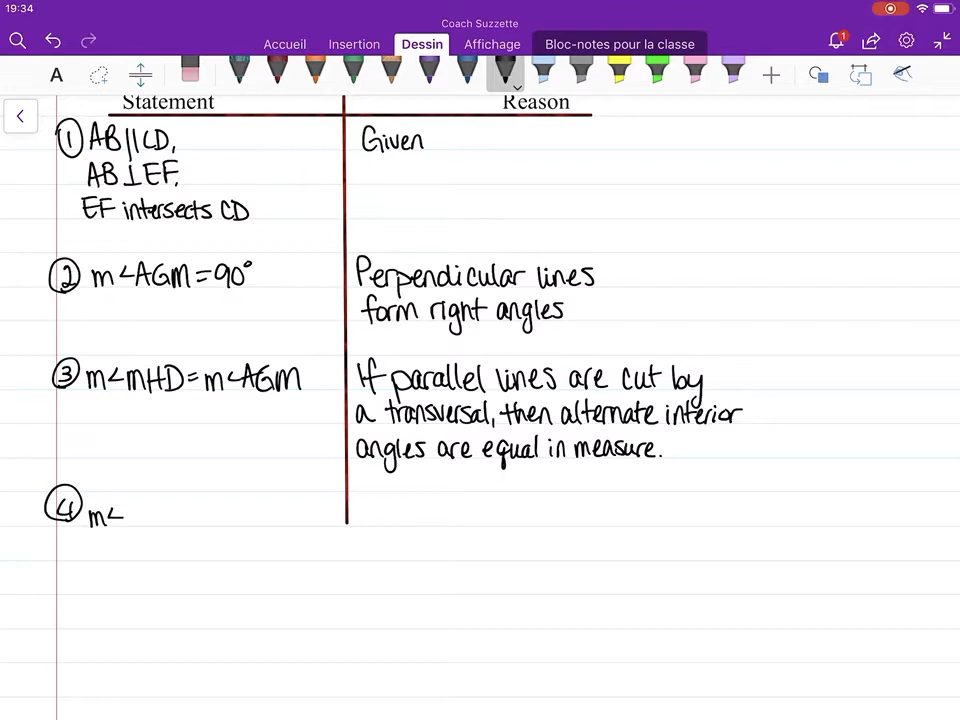 19:34
Coach Suzette
Accueil Insertion Dessin Affichage Bloc-notes pour la classe
1
A
Statement Reason
① AB∥CD, Given
AB⊥EF,
EF intersects CD
② m∠AGM=90° Perpendicular lines
form right angles
③ m∠MHD=m∠AGM If parallel lines are cut by
a transversal, then alternate interior
angles are equal in measure.
④ m∠